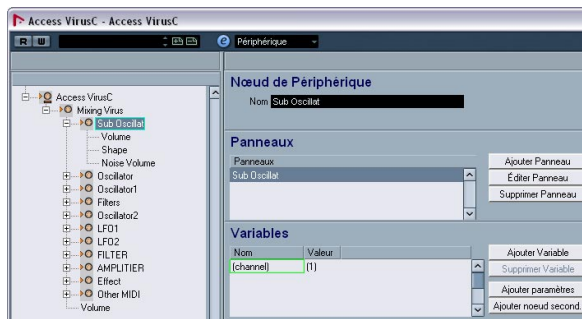 Access VirusC - Access VirusC
R W
Périphérique
Access VirusC
Mixing Virus
Sub Oscillat
Volume
Shape
Noise Volume
Oscillator
Oscillator1
Filters
Oscillator2
LFO1
LFO2
FILTER
AMPLITIER
Effect
Other MIDI
Volume
Nœud de Périphérique
Nom Sub Oscillat
Panneaux
Panneaux
Sub Oscillat
Ajouter Panneau
Éditer Panneau
Supprimer Panneau
Variables
Nom Valeur
(channel) (1)
Ajouter Variable
Supprimer Variable
Ajouter paramètres
Ajouter noeud second.